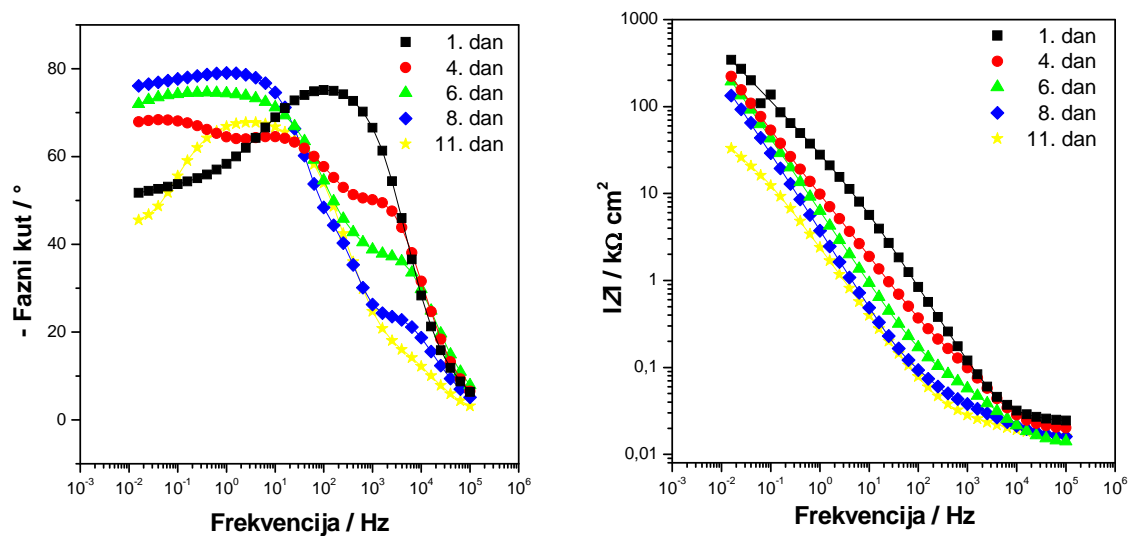 1. dan
4. dan
6. dan
8. dan
11. dan
80
60
40
20
0
- Fazni kut / °
10-3 10-2 10-1 100 101 102 103 104 105 106
Frekvencija / Hz
1000
100
10
1
0,1
0,01
IZI / kΩ cm2
1. dan
4. dan
6. dan
8. dan
11. dan
10-3 10-2 10-1 100 101 102 103 104 105 106
Frekvencija / Hz